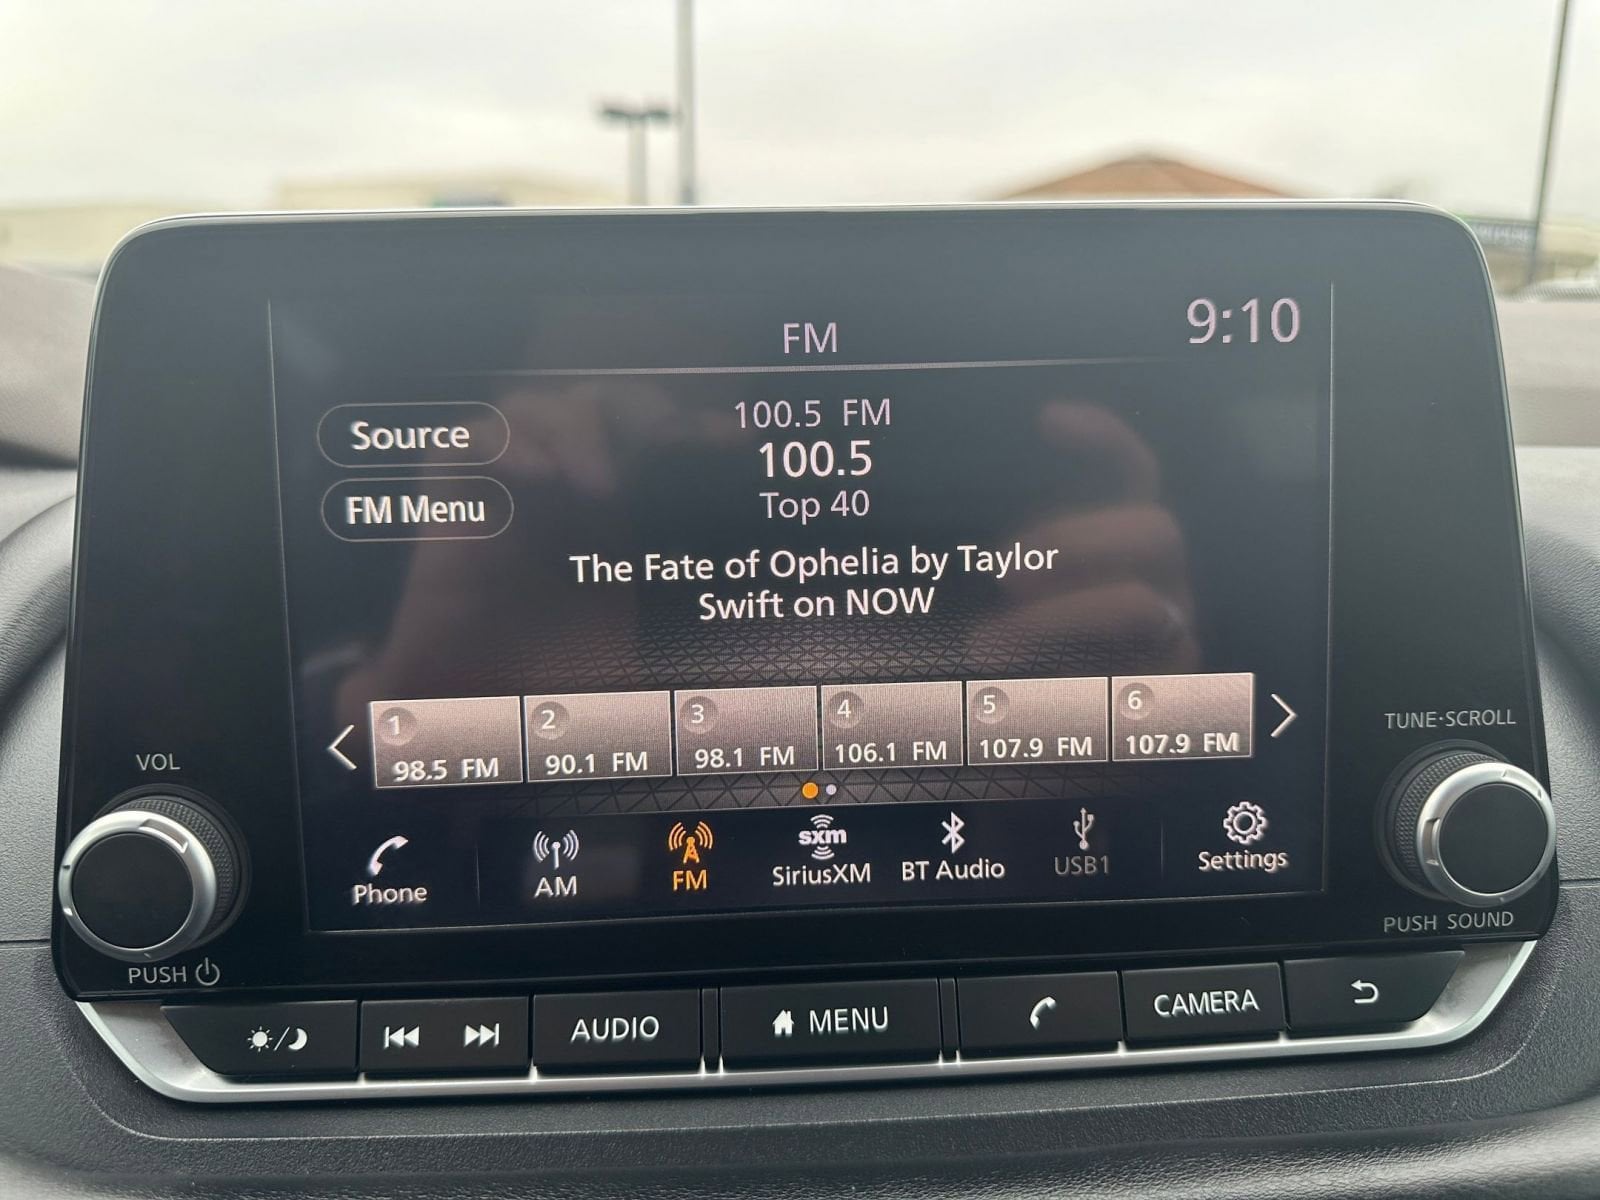 FM
9:10
Source
FM Menu
100.5 FM
100.5
Top 40
The Fate of Ophelia by Taylor
Swift on NOW
1
98.5 FM
2
90.1 FM
3
98.1 FM
4
106.1 FM
5
107.9 FM
6
107.9 FM
VOL
TUNE·SCROLL
Phone
AM
FM
sxm
SiriusXM
BT Audio
USB1
Settings
PUSH
PUSH SOUND
AUDIO
MENU
CAMERA